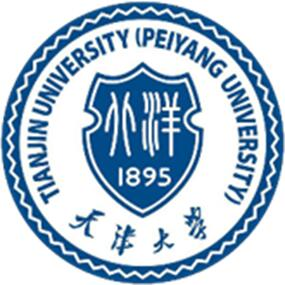 TIANJIN UNIVERSITY (PEIYANG UNIVERSITY)
北洋
1895
天津大学